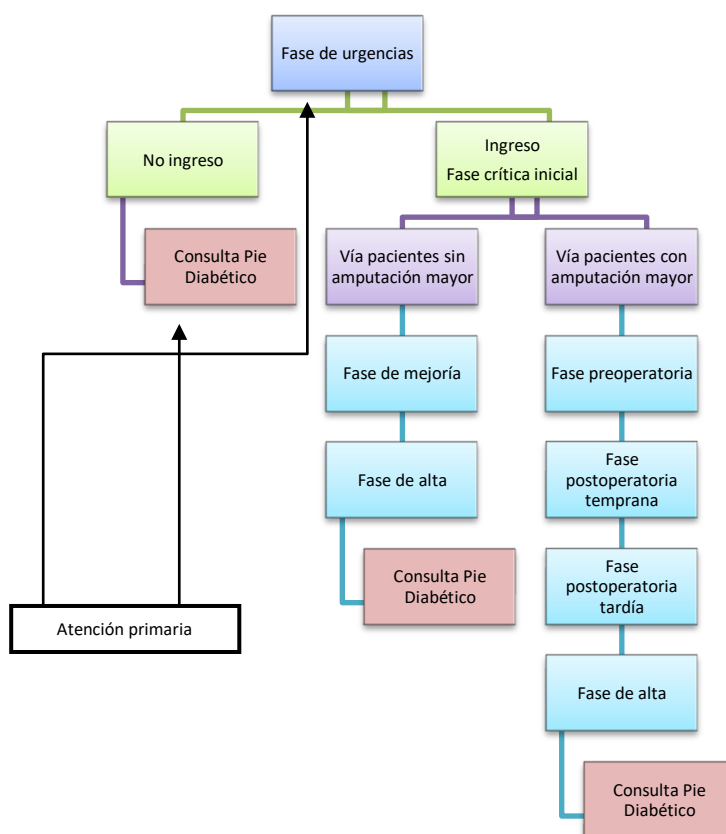 Fase de urgencias
No ingreso
Ingreso
Fase crítica inicial
Consulta Pie
Diabético
Vía pacientes sin
amputación mayor
Vía pacientes con
amputación mayor
Fase de mejoría
Fase preoperatoria
Fase de alta
Fase
postoperatoria
temprana
Consulta Pie
Diabético
Fase
postoperatoria
tardía
Atención primaria
Fase de alta
Consulta Pie
Diabético